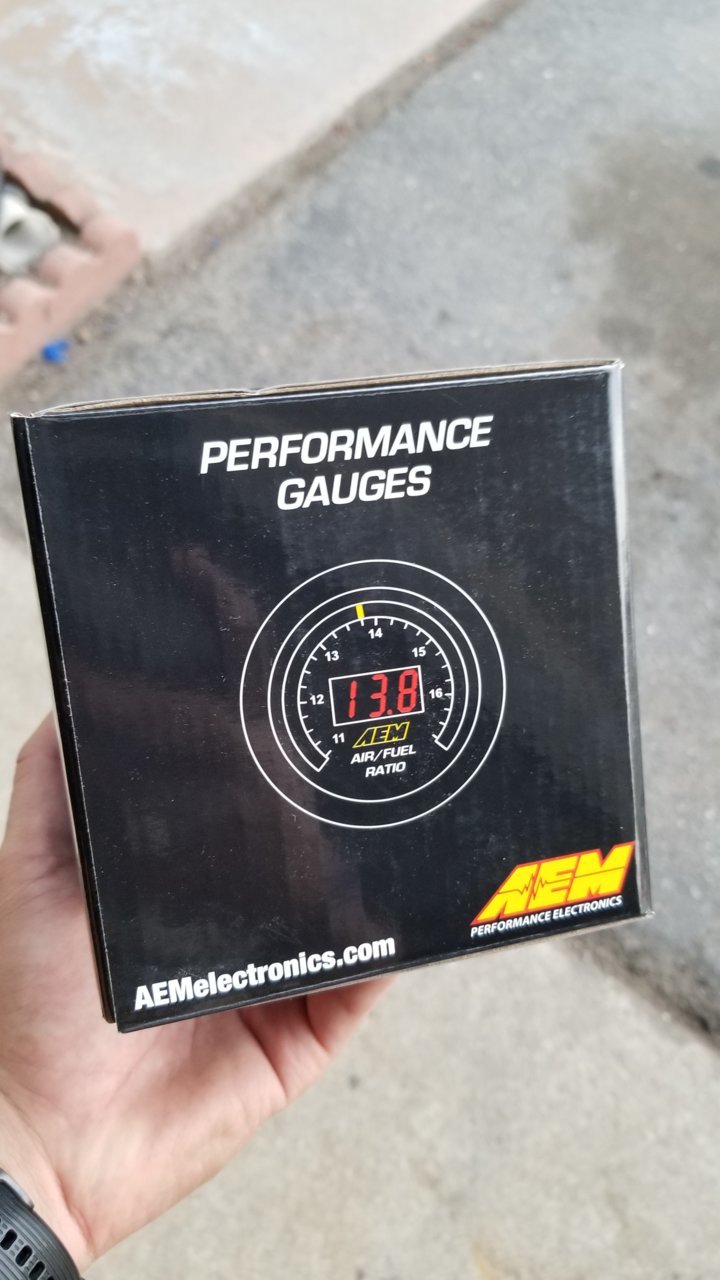 PERFORMANCE
GAUGES
14
13
15
12
13.8
16
11
AEM
AIR/FUEL
RATIO
AEM
PERFORMANCE ELECTRONICS
AEMelectronics.com